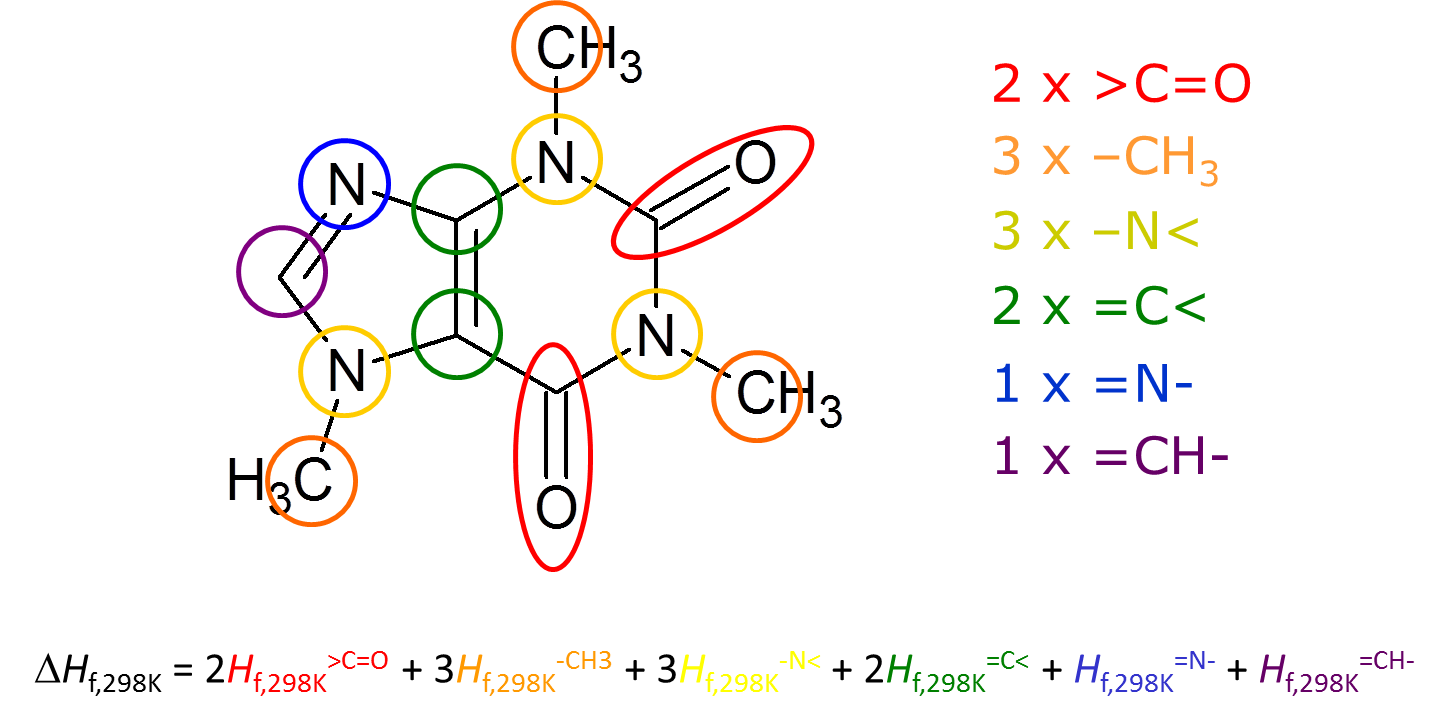 CH3
N
O
N
N
N
CH3
H3C
O
2 x >C=O
3 x –CH3
3 x –N<
2 x =C<
1 x =N-
1 x =CH-
ΔHf,298K = 2Hf,298K>C=O + 3Hf,298K-CH3 + 3Hf,298K-N< + 2Hf,298K=C< + Hf,298K=N- + Hf,298K=CH-